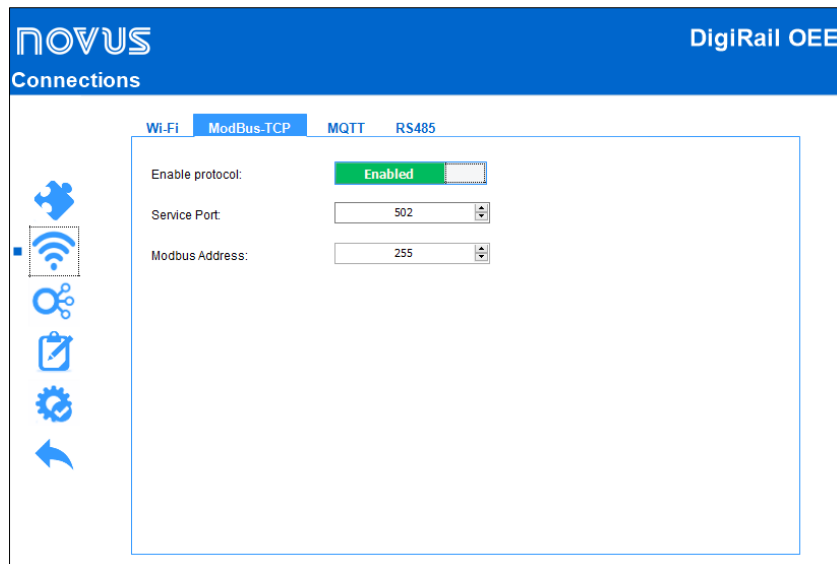 NOVUS
DigiRail OEE
Connections
Wi-Fi ModBus-TCP MQTT RS485
Enable protocol: Enabled
Service Port: 502
Modbus Address: 255